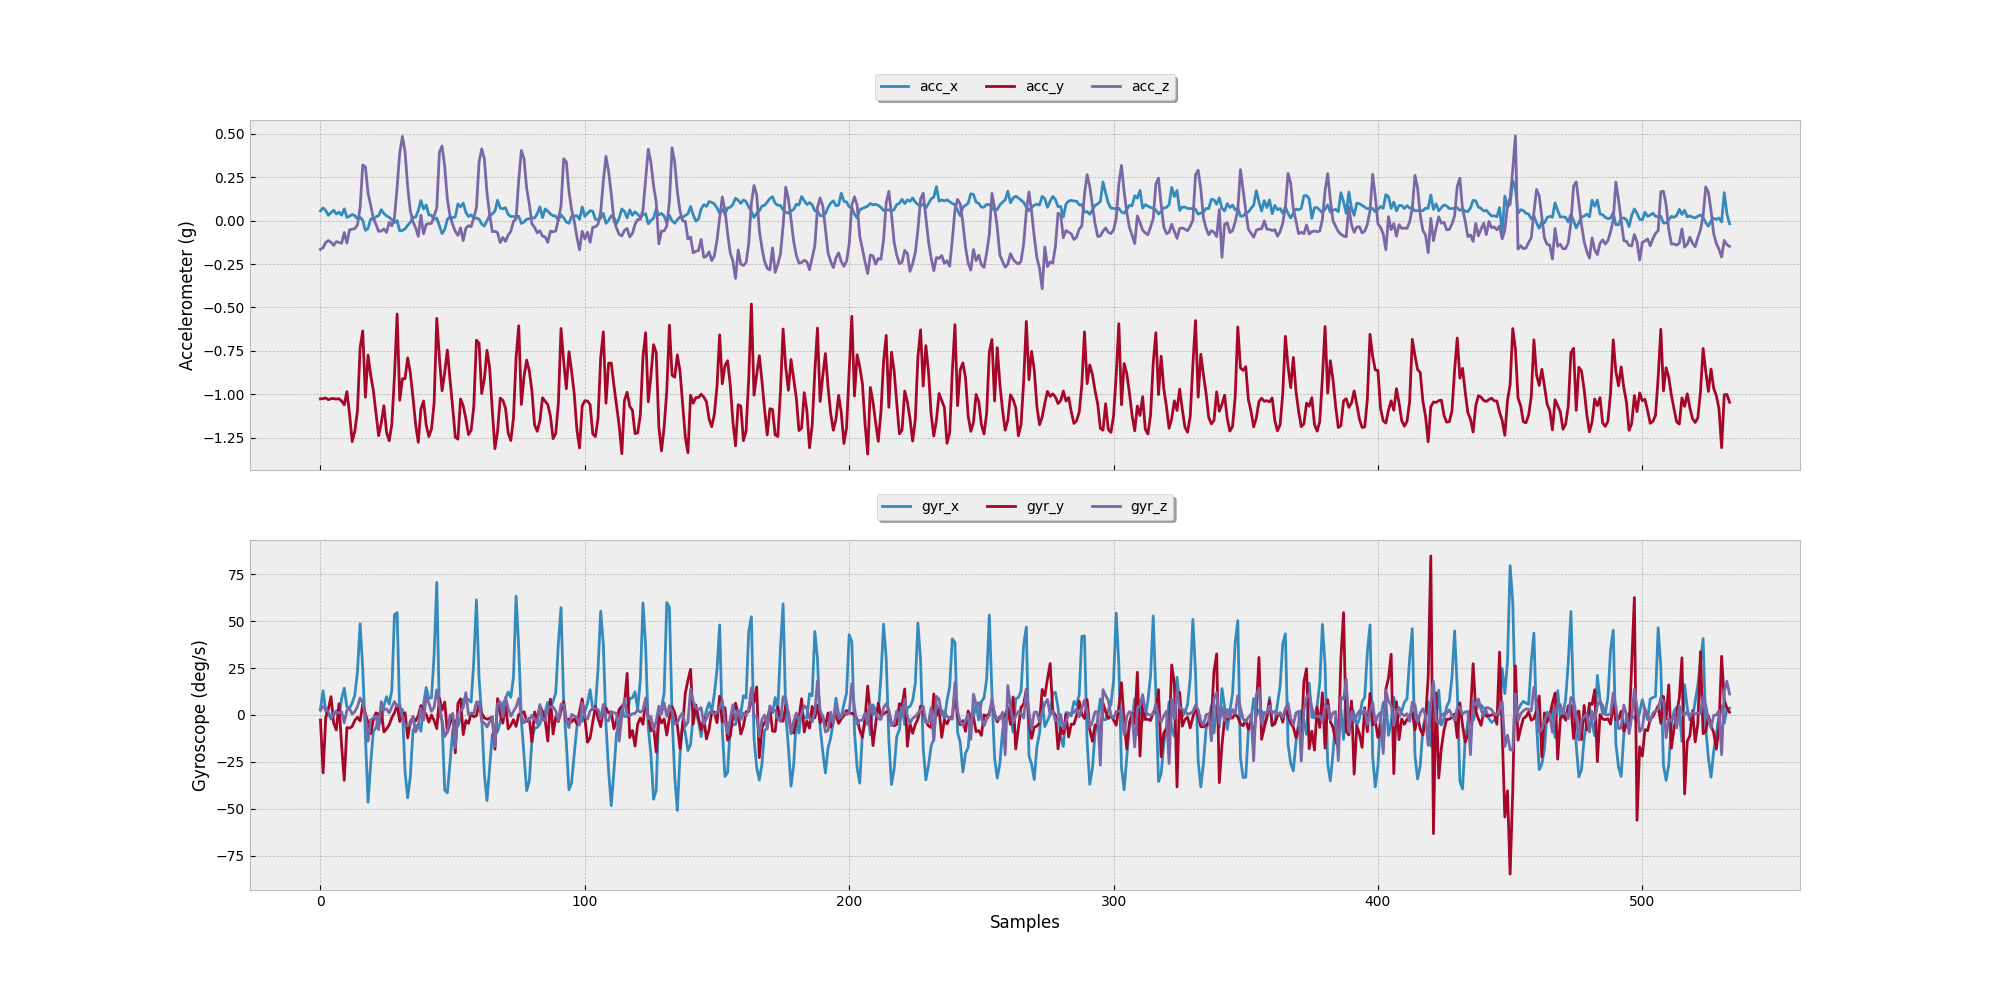 acc_x acc_y acc_z
0.50
0.25
0.00
−0.25
−0.50
−0.75
−1.00
−1.25
Accelerometer (g)
gyr_x gyr_y gyr_z
75
50
25
0
−25
−50
−75
Gyroscope (deg/s)
0 100 200 300 400 500
Samples